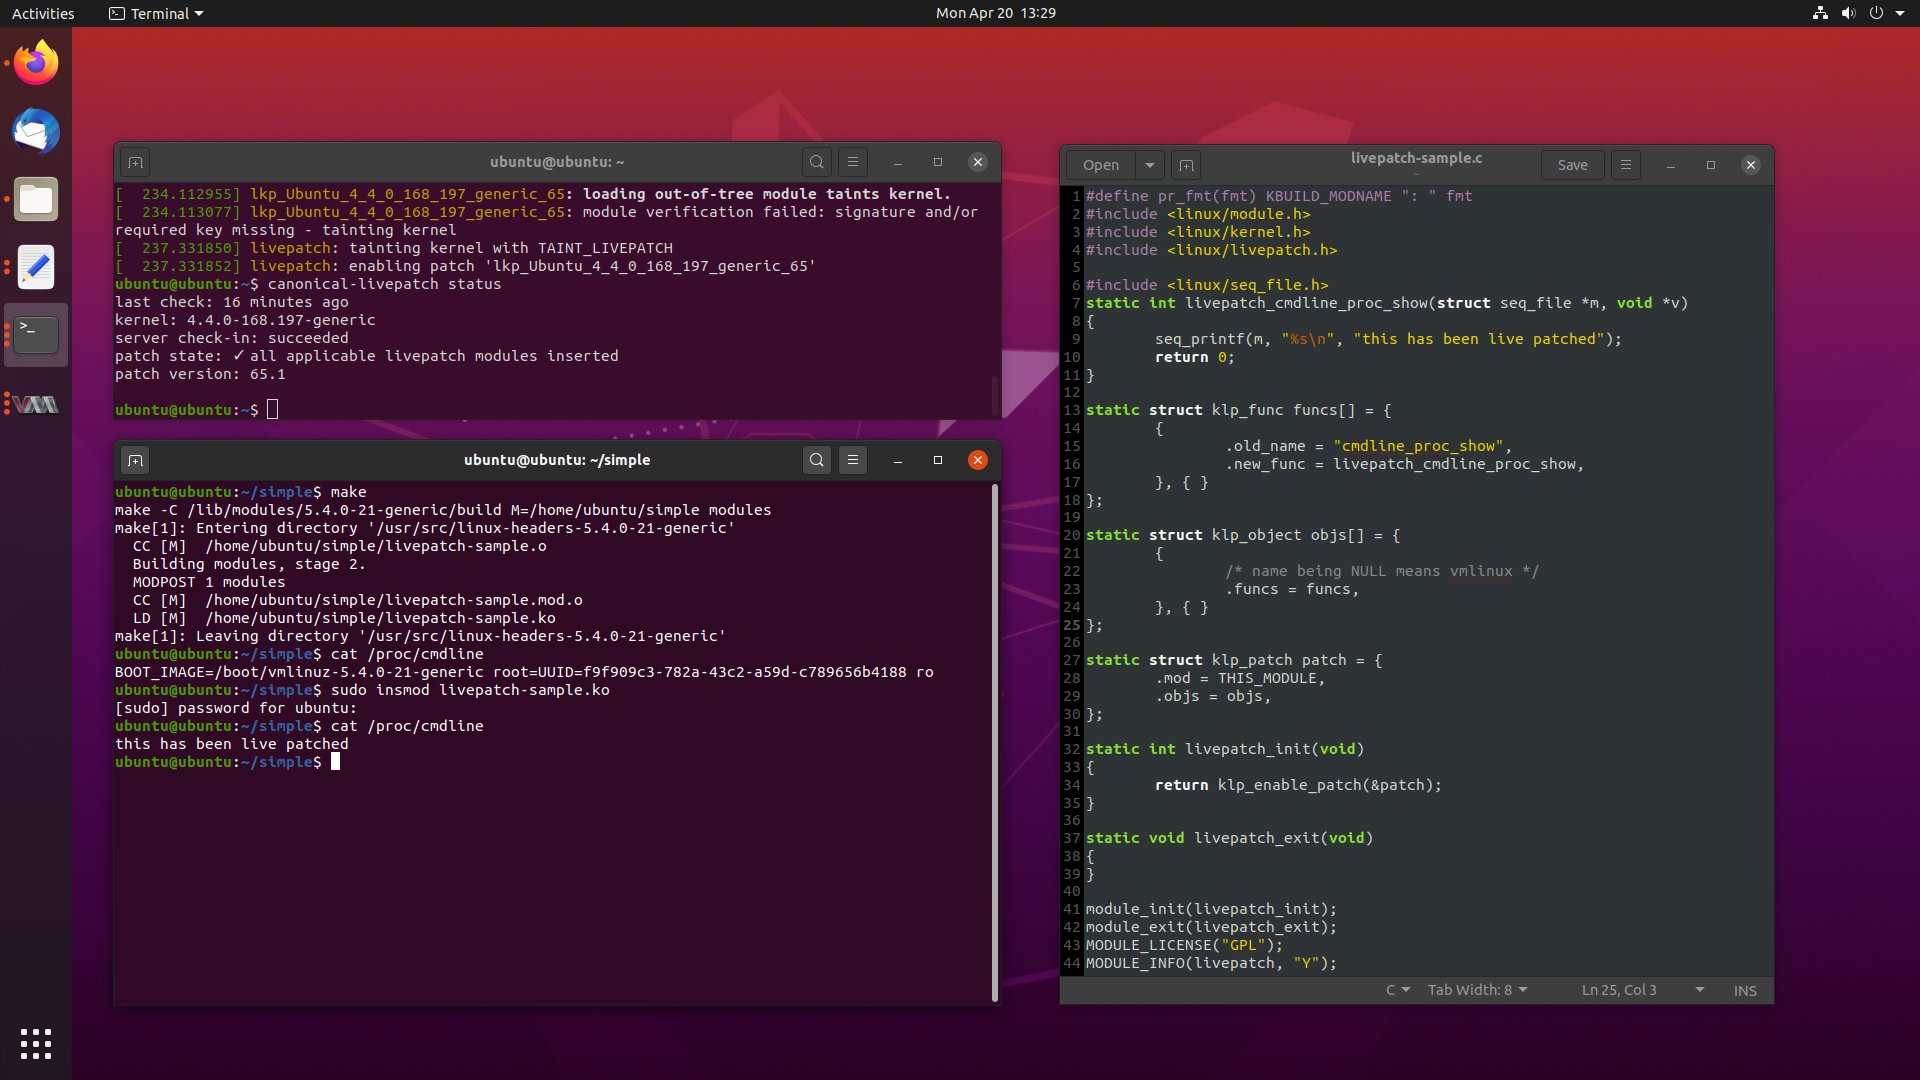 Activities
Terminal
Mon Apr 20 13:29
ubuntu@ubuntu: ~
[  234.112955] lkp_Ubuntu_4_4_0_168_197_generic_65: loading out-of-tree module taints kernel.
[  234.113077] lkp_Ubuntu_4_4_0_168_197_generic_65: module verification failed: signature and/or
required key missing - tainting kernel
[  237.331850] livepatch: tainting kernel with TAINT_LIVEPATCH
[  237.331852] livepatch: enabling patch 'lkp_Ubuntu_4_4_0_168_197_generic_65'
ubuntu@ubuntu:~$ canonical-livepatch status
last check: 16 minutes ago
kernel: 4.4.0-168.197-generic
server check-in: succeeded
patch state: ✓ all applicable livepatch modules inserted
patch version: 65.1
ubuntu@ubuntu:~$
ubuntu@ubuntu: ~/simple
ubuntu@ubuntu:~/simple$ make
make -C /lib/modules/5.4.0-21-generic/build M=/home/ubuntu/simple modules
make[1]: Entering directory '/usr/src/linux-headers-5.4.0-21-generic'
  CC [M]  /home/ubuntu/simple/livepatch-sample.o
  Building modules, stage 2.
  MODPOST 1 modules
  CC [M]  /home/ubuntu/simple/livepatch-sample.mod.o
  LD [M]  /home/ubuntu/simple/livepatch-sample.ko
make[1]: Leaving directory '/usr/src/linux-headers-5.4.0-21-generic'
ubuntu@ubuntu:~/simple$ cat /proc/cmdline
BOOT_IMAGE=/boot/vmlinuz-5.4.0-21-generic root=UUID=f9f909c3-782a-43c2-a59d-c789656b4188 ro
ubuntu@ubuntu:~/simple$ sudo insmod livepatch-sample.ko
[sudo] password for ubuntu:
ubuntu@ubuntu:~/simple$ cat /proc/cmdline
this has been live patched
ubuntu@ubuntu:~/simple$
Open
livepatch-sample.c
~
Save
1 #define pr_fmt(fmt) KBUILD_MODNAME ": " fmt
2 #include <linux/module.h>
3 #include <linux/kernel.h>
4 #include <linux/livepatch.h>
5
6 #include <linux/seq_file.h>
7 static int livepatch_cmdline_proc_show(struct seq_file *m, void *v)
8 {
9         seq_printf(m, "%s\n", "this has been live patched");
10         return 0;
11 }
12
13 static struct klp_func funcs[] = {
14         {
15                 .old_name = "cmdline_proc_show",
16                 .new_func = livepatch_cmdline_proc_show,
17         }, { }
18 };
19
20 static struct klp_object objs[] = {
21         {
22                 /* name being NULL means vmlinux */
23                 .funcs = funcs,
24         }, { }
25 };
26
27 static struct klp_patch patch = {
28         .mod = THIS_MODULE,
29         .objs = objs,
30 };
31
32 static int livepatch_init(void)
33 {
34         return klp_enable_patch(&patch);
35 }
36
37 static void livepatch_exit(void)
38 {
39 }
40
41 module_init(livepatch_init);
42 module_exit(livepatch_exit);
43 MODULE_LICENSE("GPL");
44 MODULE_INFO(livepatch, "Y");
C
Tab Width: 8
Ln 25, Col 3
INS